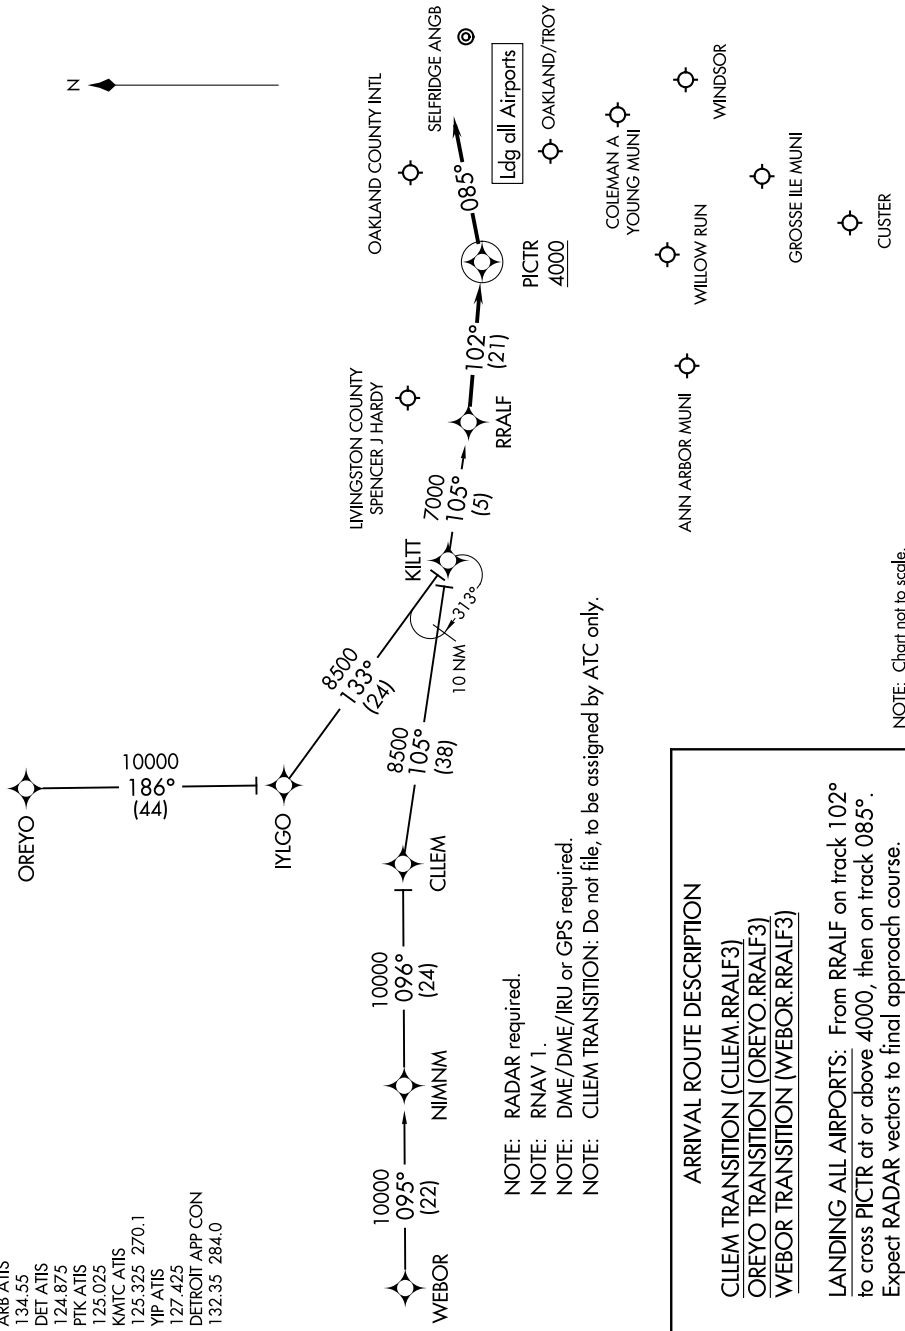 ARB ATIS
134.55
DET ATIS
124.875
PTK ATIS
125.025
KMTC ATIS
125.325 270.1
YIP ATIS
127.425
DETROIT APP CON
132.35 284.0
N
OREYO
10000
186°
(44)
IYLGO
8500
133°
(24)
WEBOR
10000
095°
(22)
NIMNM
10000
096°
(24)
CLLEM
8500
105°
(38)
10 NM
313°
KILTT
7000
105°
(5)
RRALF
102°
(21)
PICTR
4000
085°
Ldg all Airports
LIVINGSTON COUNTY
SPENCER J HARDY
OAKLAND COUNTY INTL
SELFRIDGE ANGB
OAKLAND/TROY
COLEMAN A
YOUNG MUNI
WINDSOR
WILLOW RUN
ANN ARBOR MUNI
GROSSE ILE MUNI
CUSTER
NOTE: RADAR required.
NOTE: RNAV 1.
NOTE: DME/DME/IRU or GPS required.
NOTE: CLLEM TRANSITION: Do not file, to be assigned by ATC only.
NOTE: Chart not to scale.
ARRIVAL ROUTE DESCRIPTION
CLLEM TRANSITION (CLLEM.RRALF3)
OREYO TRANSITION (OREYO.RRALF3)
WEBOR TRANSITION (WEBOR.RRALF3)
LANDING ALL AIRPORTS: From RRALF on track 102°
to cross PICTR at or above 4000, then on track 085°.
Expect RADAR vectors to final approach course.